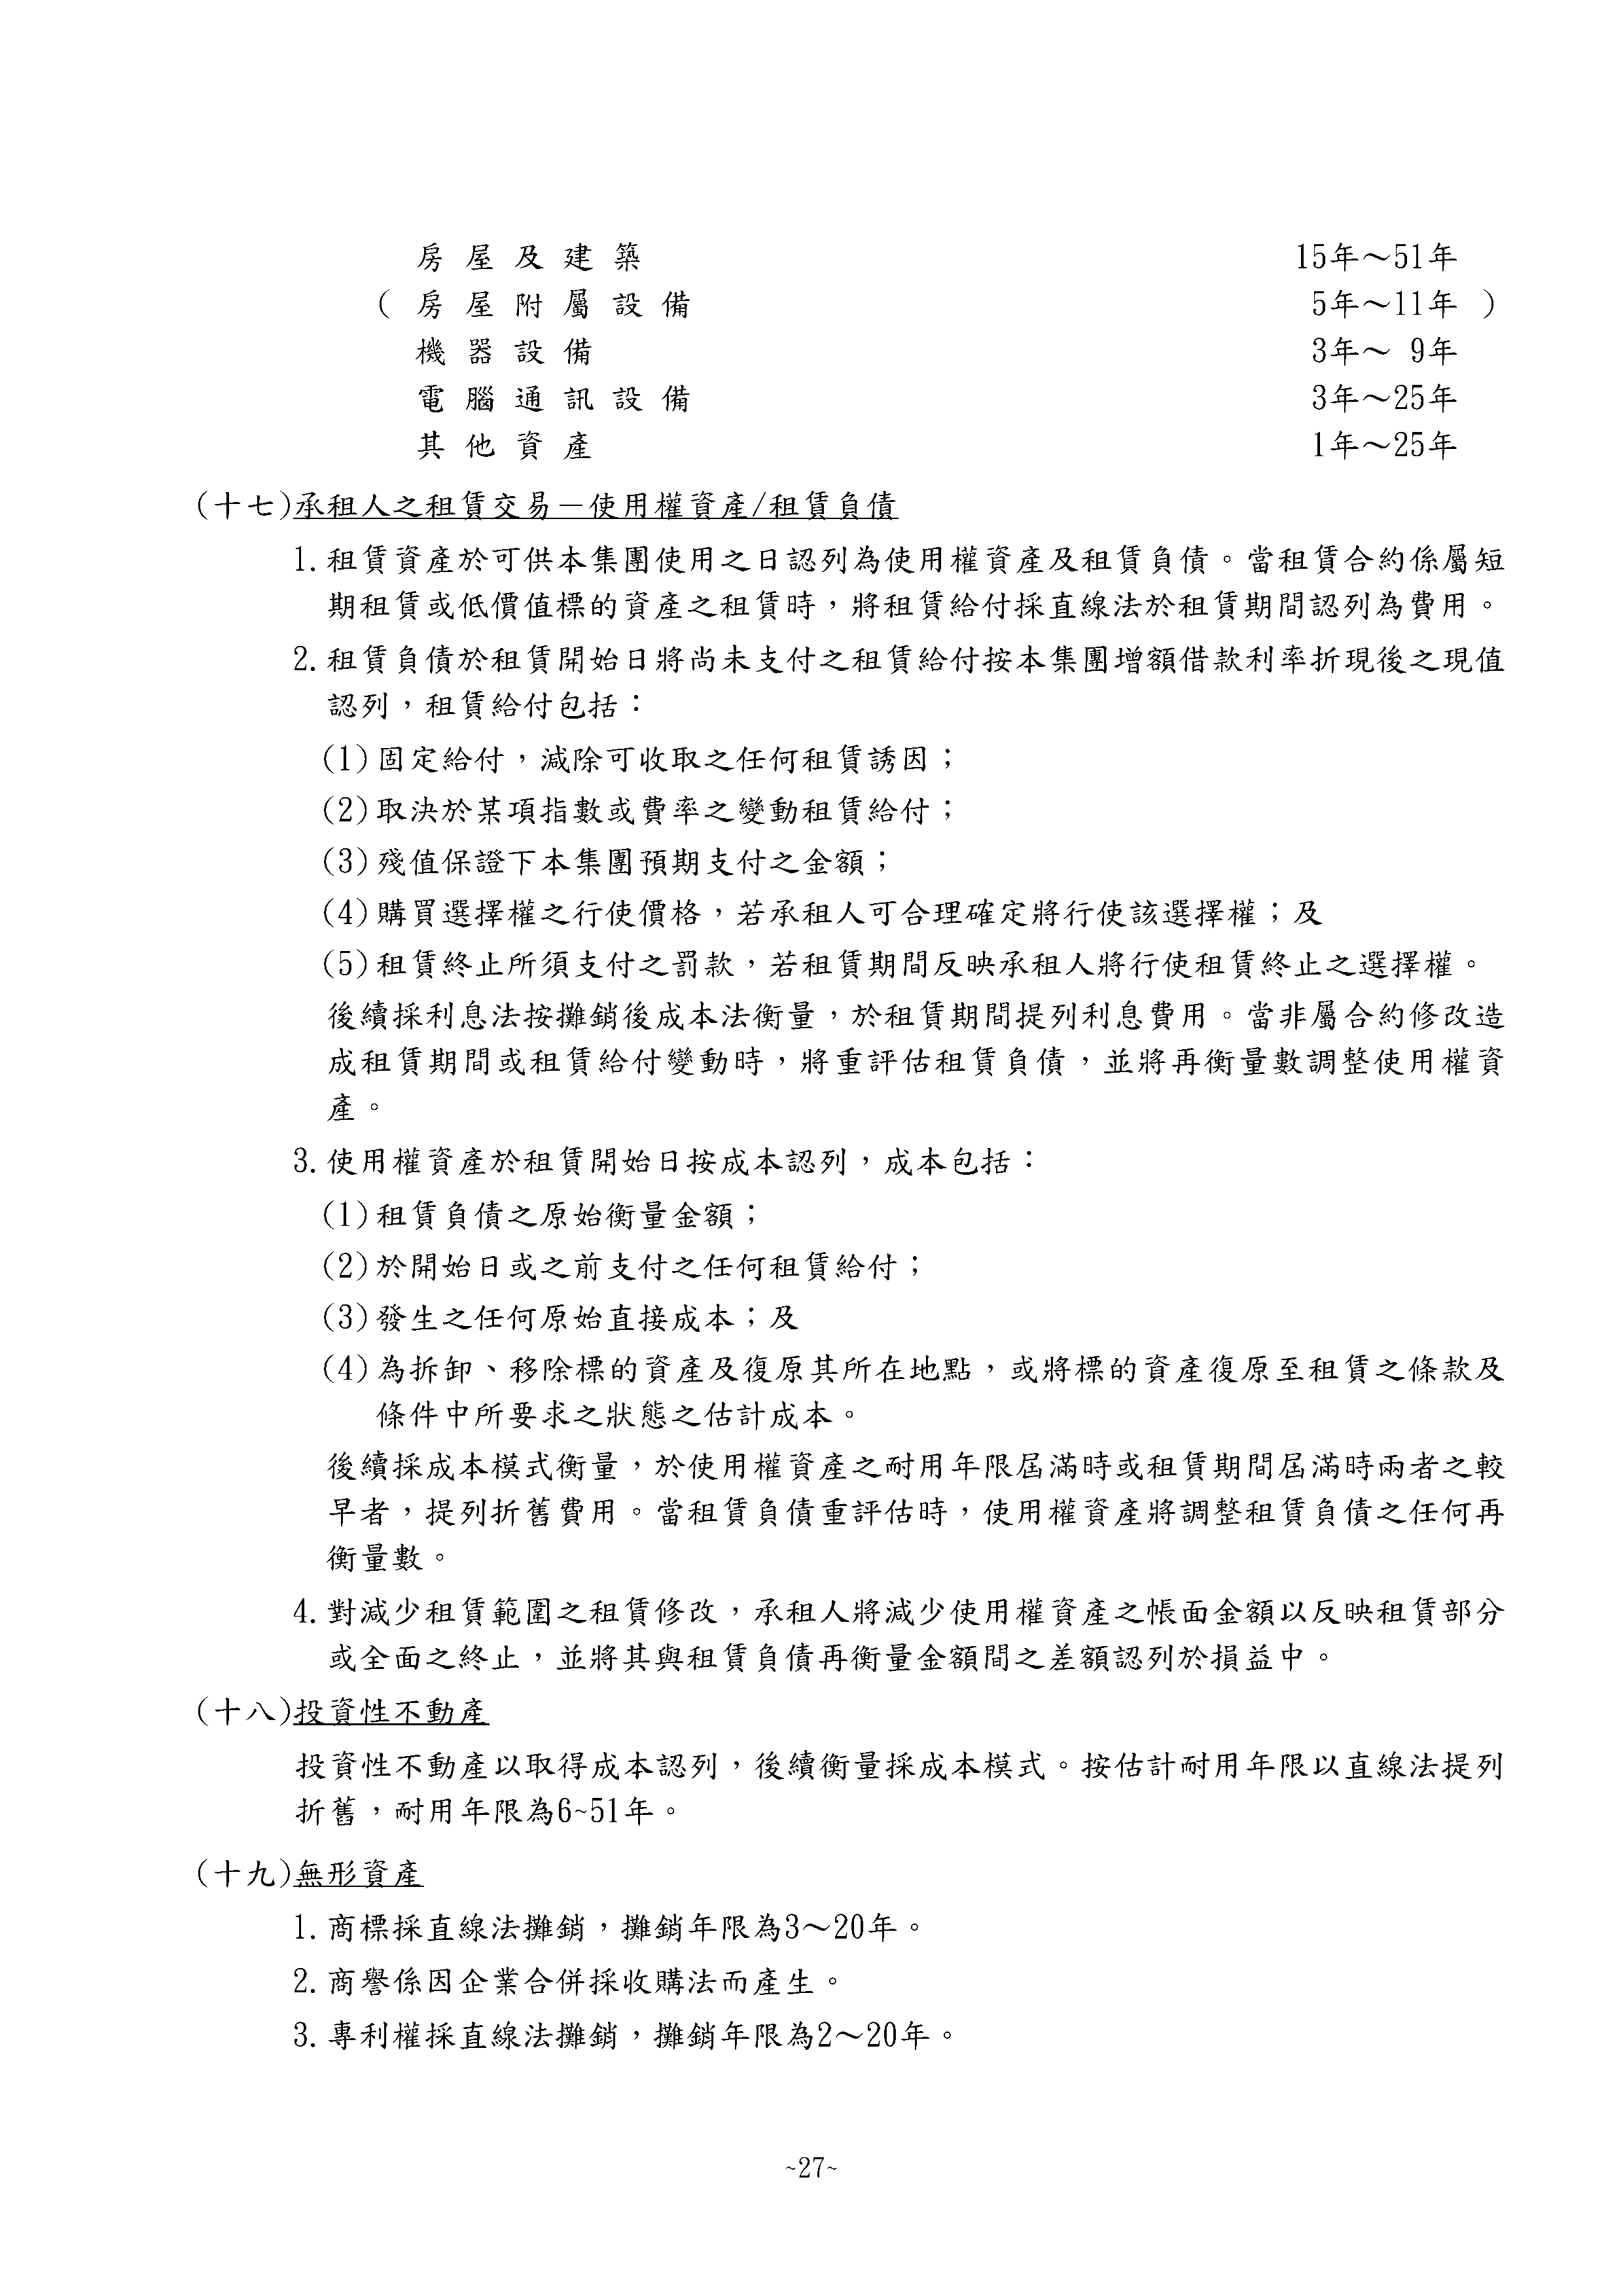 房屋及建築 15年～51年
( 房屋附屬設備 5年～11年 )
機器設備 3年～ 9年
電腦通訊設備 3年～25年
其他資產 1年～25年
(十七)承租人之租賃交易－使用權資產/租賃負債
1.租賃資產於可供本集團使用之日認列為使用權資產及租賃負債。當租賃合約係屬短
期租賃或低價值標的資產之租賃時，將租賃給付採直線法於租賃期間認列為費用。
2.租賃負債於租賃開始日將尚未支付之租賃給付按本集團增額借款利率折現後之現值
認列，租賃給付包括：
(1)固定給付，減除可收取之任何租賃誘因；
(2)取決於某項指數或費率之變動租賃給付；
(3)殘值保證下本集團預期支付之金額；
(4)購買選擇權之行使價格，若承租人可合理確定將行使該選擇權；及
(5)租賃終止所須支付之罰款，若租賃期間反映承租人將行使租賃終止之選擇權。
後續採利息法按攤銷後成本法衡量，於租賃期間提列利息費用。當非屬合約修改造
成租賃期間或租賃給付變動時，將重評估租賃負債，並將再衡量數調整使用權資
產。
3.使用權資產於租賃開始日按成本認列，成本包括：
(1)租賃負債之原始衡量金額；
(2)於開始日或之前支付之任何租賃給付；
(3)發生之任何原始直接成本；及
(4)為拆卸、移除標的資產及復原其所在地點，或將標的資產復原至租賃之條款及
條件中所要求之狀態之估計成本。
後續採成本模式衡量，於使用權資產之耐用年限屆滿時或租賃期間屆滿時兩者之較
早者，提列折舊費用。當租賃負債重評估時，使用權資產將調整租賃負債之任何再
衡量數。
4.對減少租賃範圍之租賃修改，承租人將減少使用權資產之帳面金額以反映租賃部分
或全面之終止，並將其與租賃負債再衡量金額間之差額認列於損益中。
(十八)投資性不動產
投資性不動產以取得成本認列，後續衡量採成本模式。按估計耐用年限以直線法提列
折舊，耐用年限為6~51年。
(十九)無形資產
1.商標採直線法攤銷，攤銷年限為3～20年。
2.商譽係因企業合併採收購法而產生。
3.專利權採直線法攤銷，攤銷年限為2～20年。
~27~